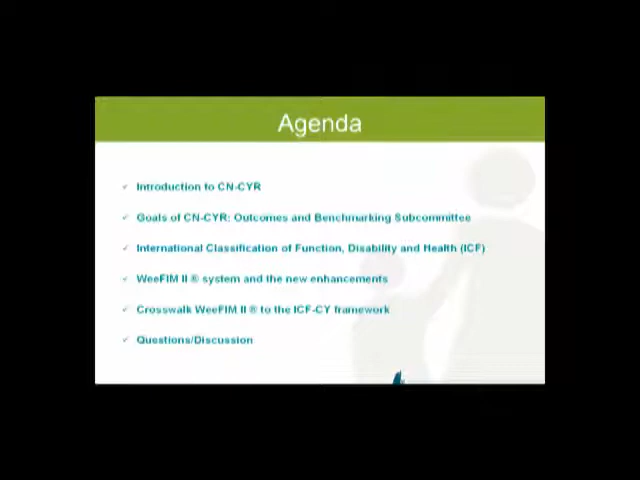 Agenda
Introduction to CN-CYR
Goals of CN-CYR: Outcomes and Benchmarking Subcommittee
International Classification of Function, Disability and Health (ICF)
WeeFIM II ® system and the new enhancements
Crosswalk WeeFIM II ® to the ICF-CY framework
Questions/Discussion